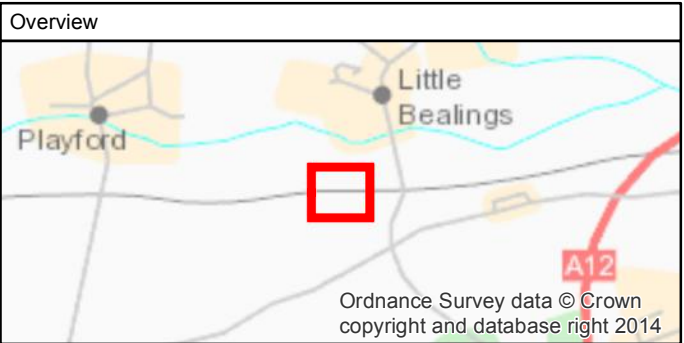 Overview
Little
Bealings
Playford
A12
Ordnance Survey data © Crown
copyright and database right 2014